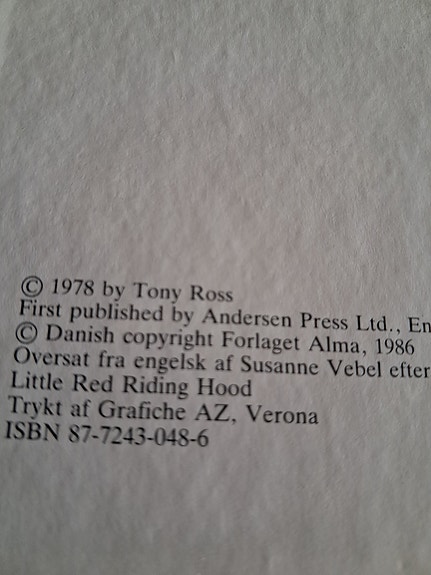 © 1978 by Tony Ross
First published by Andersen Press Ltd., En
© Danish copyright Forlaget Alma, 1986
Oversat fra engelsk af Susanne Vebel efter
Little Red Riding Hood
Trykt af Grafiche AZ, Verona
ISBN 87-7243-048-6